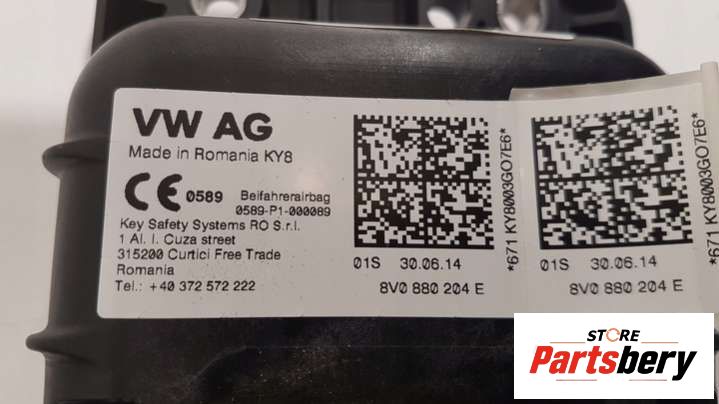 VW AG
Made in Romania KY8
CE 0589 Beifahrerairbag
0589-P1-000089
Key Safety Systems RO S.r.l.
1 Al. I. Cuza street
315200 Curtici Free Trade
Romania
Tel.: +40 372 572 222
01S 30.06.14
8V0 880 204 E
*671 KY8003GO7E6*
01S 30.06.14
8V0 880 204 E
*671 KY8003GO7E6*
STORE
Partsbery